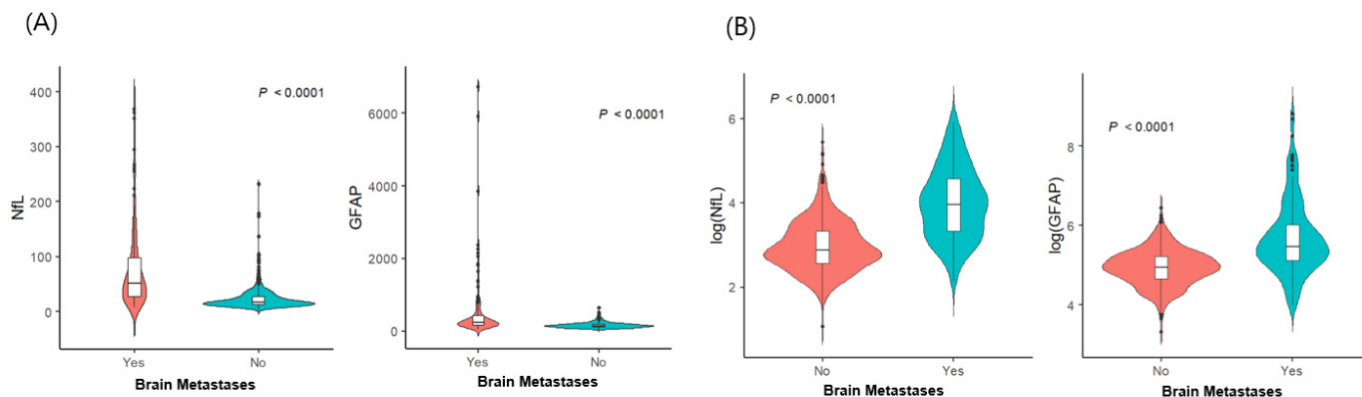 (A)
(B)
NfL
400
300
200
100
0
P < 0.0001
Yes
No
Brain Metastases
GFAP
6000
4000
2000
0
P < 0.0001
Yes
No
Brain Metastases
log(NfL)
6
4
2
P < 0.0001
No
Yes
Brain Metastases
log(GFAP)
8
6
4
P < 0.0001
No
Yes
Brain Metastases